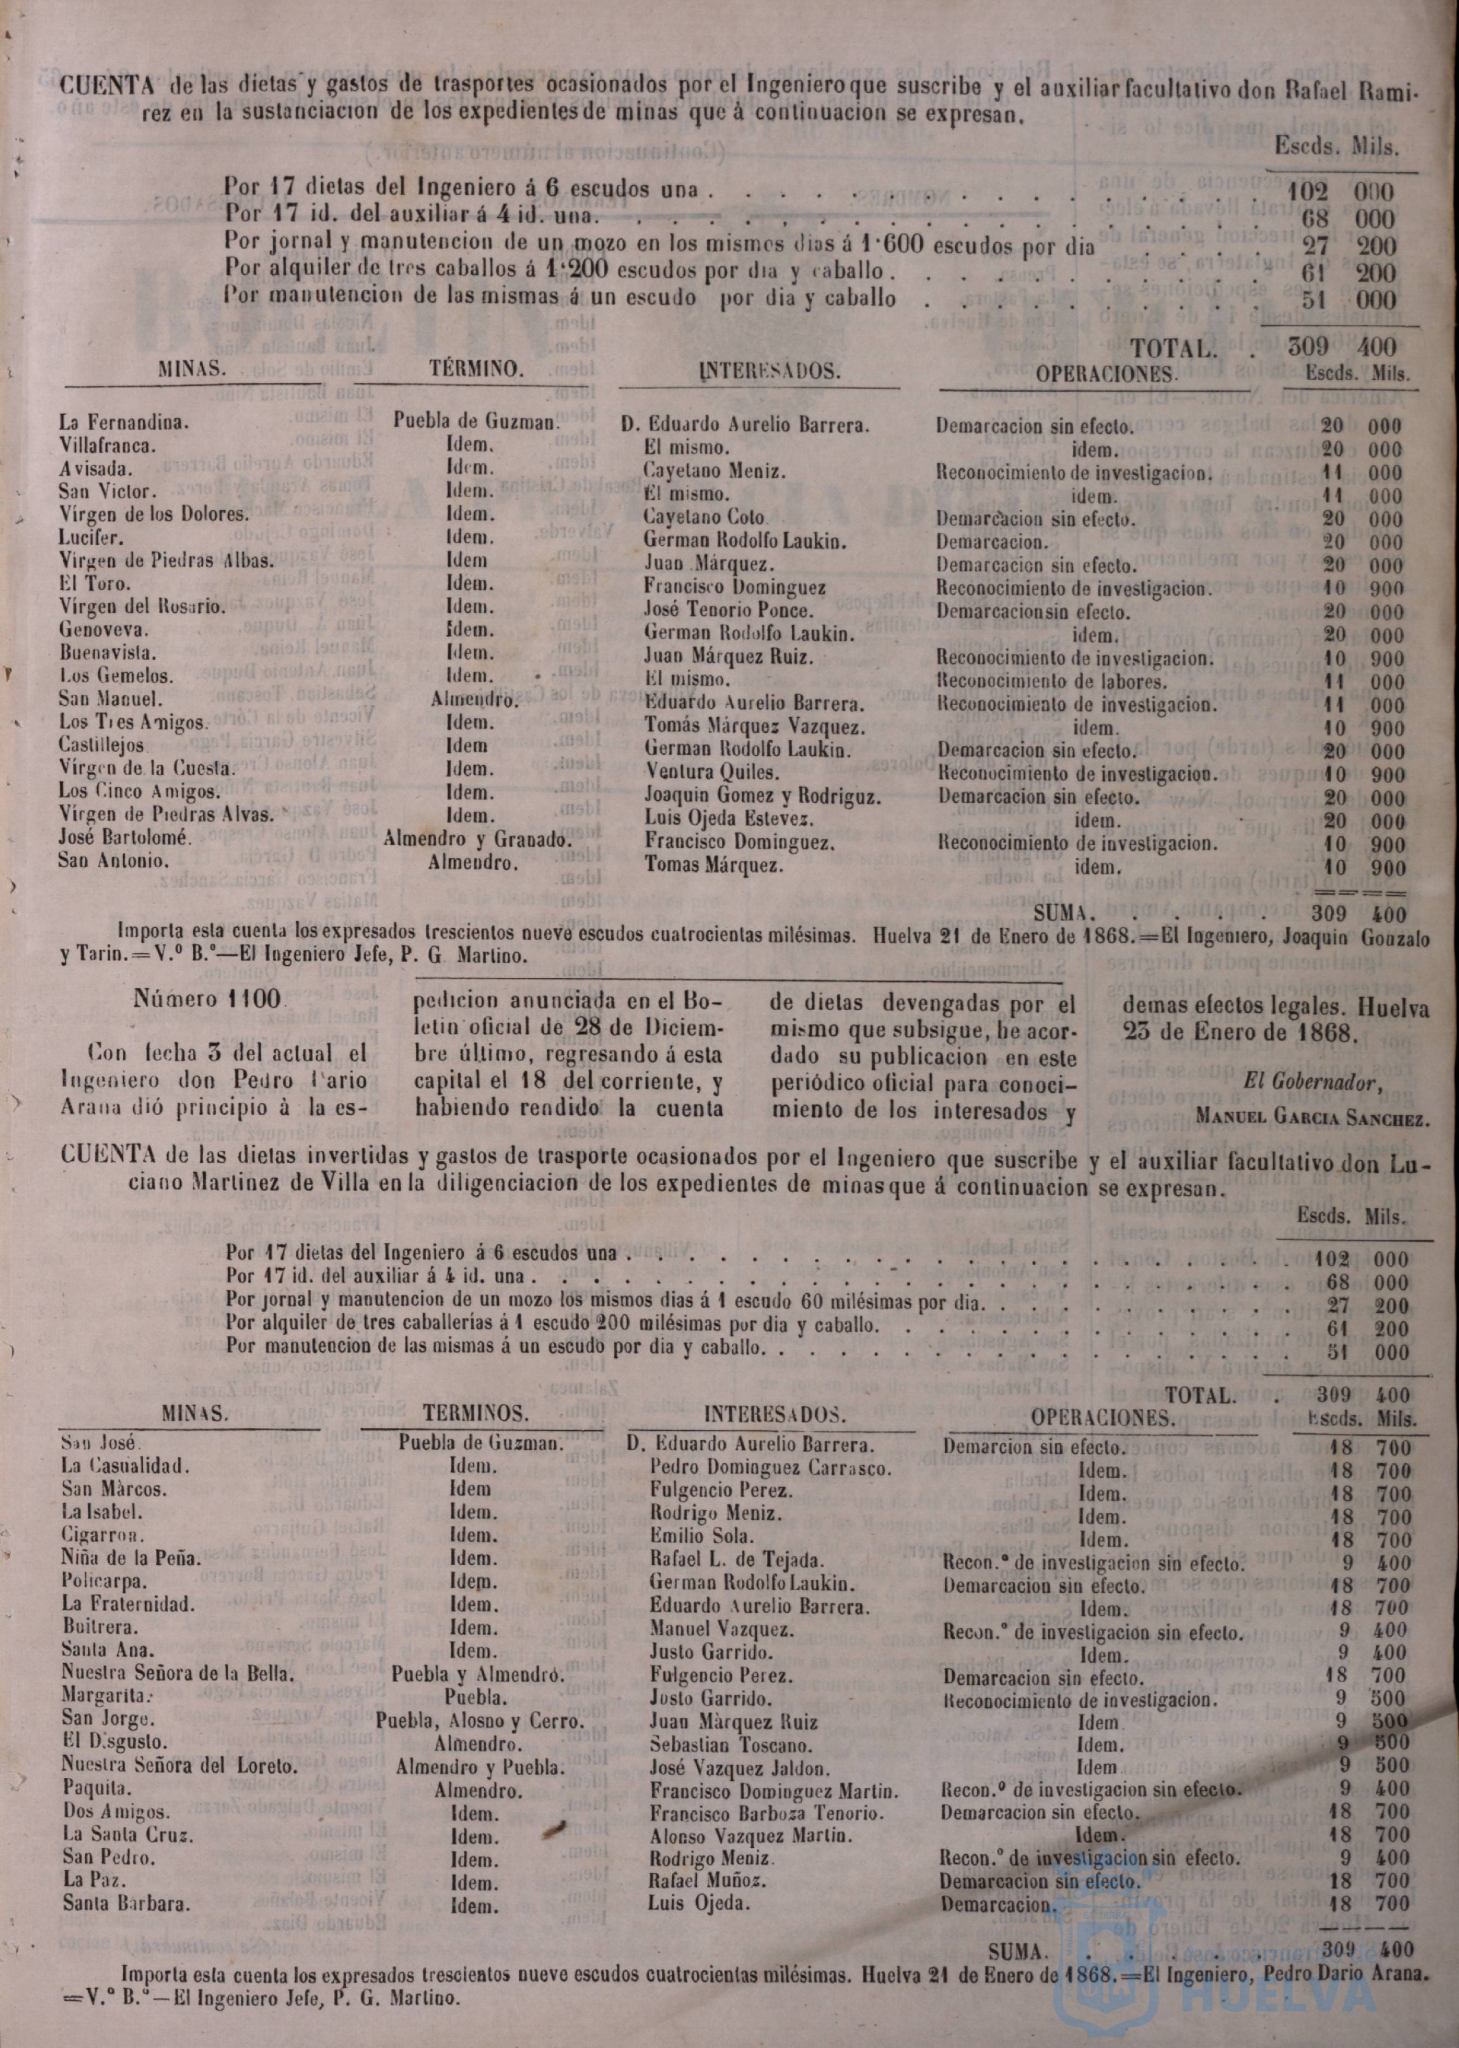 CUENTA de las dietas y gastos de trasportes ocasionados por el Ingeniero que suscribe y el auxiliar facultativo don Rafael Rami-
rez en la sustanciacion de los expedientes de minas que à continuacion se expresan.
Escds. Mils.
Por 17 dietas del Ingeniero á 6 escudos una . . . 102 000
Por 17 id. del auxiliar á 4 id. una. . . . 68 000
Por jornal y manutencion de un mozo en los mismos dias á 1·600 escudos por dia . . . . 27 200
Por alquiler de tres caballos á 1·200 escudos por dia y caballo . . . . 61 200
Por manutencion de las mismas á un escudo por dia y caballo . . . . 51 000
TOTAL. . 309 400
MINAS. TÉRMINO. INTERESADOS. OPERACIONES. Escds. Mils.
La Fernandina. Puebla de Guzman. D. Eduardo Aurelio Barrera. Demarcacion sin efecto. 20 000
Villafranca. Idem. El mismo. idem. 20 000
Avisada. Idem. Cayetano Meniz. Reconocimiento de investigacion. 11 000
San Victor. Idem. El mismo. idem. 11 000
Vírgen de los Dolores. Idem. Cayetano Coto. Demarcacion sin efecto. 20 000
Lucifer. Idem. German Rodolfo Laukin. Demarcacion. 20 000
Virgen de Piedras Albas. Idem Juan Márquez. Demarcacion sin efecto. 20 000
El Toro. Idem. Francisco Dominguez Reconocimiento de investigacion. 10 900
Vírgen del Rosario. Idem. José Tenorio Ponce. Demarcacion sin efecto. 20 000
Genoveva. Idem. German Rodolfo Laukin. idem. 20 000
Buenavista. Idem. Juan Márquez Ruiz. Reconocimiento de investigacion. 10 900
Los Gemelos. Idem. El mismo. Reconocimiento de labores. 11 000
San Manuel. Almendro. Eduardo Aurelio Barrera. Reconocimiento de investigacion. 11 000
Los Tres Amigos. Idem. Tomás Márquez Vazquez. idem. 10 900
Castillejos Idem German Rodolfo Laukin. Demarcacion sin efecto. 20 000
Vírgen de la Cuesta. Idem. Ventura Quiles. Reconocimiento de investigacion. 10 900
Los Cinco Amigos. Idem. Joaquin Gomez y Rodriguz. Demarcacion sin efecto. 20 000
Vírgen de Piedras Alvas. Idem. Luis Ojeda Estevez. idem. 20 000
José Bartolomé. Almendro y Granado. Francisco Dominguez. Reconocimiento de investigacion. 10 900
San Antonio. Almendro. Tomas Márquez. idem. 10 900
SUMA. . . . . 309 400
Importa esta cuenta los expresados trescientos nueve escudos cuatrocientas milésimas. Huelva 21 de Enero de 1868.=El Ingeniero, Joaquin Gonzalo
y Tarin.=V.º B.º—El Ingeniero Jefe, P. G. Martino.
Número 1100.
Con fecha 3 del actual el
Ingeniero don Pedro Dario
Arana dió principio à la es-
pedicion anunciada en el Bo-
letin oficial de 28 de Diciem-
bre último, regresando á esta
capital el 18 del corriente, y
habiendo rendido la cuenta
de dietas devengadas por el
mismo que subsigue, he acor-
dado su publicacion en este
periódico oficial para conoci-
miento de los interesados y
demas efectos legales. Huelva
23 de Enero de 1868.
El Gobernador,
MANUEL GARCIA SANCHEZ.
CUENTA de las dietas invertidas y gastos de trasporte ocasionados por el Ingeniero que suscribe y el auxiliar facultativo don Lu-
ciano Martinez de Villa en la diligenciacion de los expedientes de minas que á continuacion se expresan.
Escds. Mils.
Por 17 dietas del Ingeniero á 6 escudos una . . . 102 000
Por 17 id. del auxiliar á 4 id. una . . . 68 000
Por jornal y manutencion de un mozo los mismos dias á 1 escudo 60 milésimas por dia. . . . 27 200
Por alquiler de tres caballerías á 1 escudo 200 milésimas por dia y caballo. . . . 61 200
Por manutencion de las mismas á un escudo por dia y caballo. . . . 51 000
TOTAL. . 309 400
MINAS. TERMINOS. INTERESADOS. OPERACIONES. Escds. Mils.
San José. Puebla de Guzman. D. Eduardo Aurelio Barrera. Demarcion sin efecto. 18 700
La Casualidad. Idem. Pedro Dominguez Carrasco. Idem. 18 700
San Màrcos. Idem Fulgencio Perez. Idem. 18 700
La Isabel. Idem. Rodrigo Meniz. Idem. 18 700
Cigarron. Idem. Emilio Sola. Idem. 18 700
Niña de la Peña. Idem. Rafael L. de Tejada. Recon.º de investigacion sin efecto. 9 400
Policarpa. Idem. German Rodolfo Laukin. Demarcacion sin efecto. 18 700
La Fraternidad. Idem. Eduardo Aurelio Barrera. Idem. 18 700
Buitrera. Idem. Manuel Vazquez. Recon.º de investigacion sin efecto. 9 400
Santa Ana. Idem. Justo Garrido. Idem. 9 400
Nuestra Señora de la Bella. Puebla y Almendro. Fulgencio Perez. Demarcacion sin efecto. 18 700
Margarita. Puebla. Justo Garrido. Reconocimiento de investigacion. 9 500
San Jorge. Puebla, Alosno y Cerro. Juan Màrquez Ruiz Idem 9 500
El Disgusto. Almendro. Sebastian Toscano. Idem. 9 500
Nuestra Señora del Loreto. Almendro y Puebla. José Vazquez Jaldon. Idem 9 500
Paquita. Almendro. Francisco Dominguez Martin. Recon.º de investigacion sin efecto. 9 400
Dos Amigos. Idem. Francisco Barboza Tenorio. Demarcacion sin efecto. 18 700
La Santa Cruz. Idem. Alonso Vazquez Martin. Idem. 18 700
San Pedro. Idem. Rodrigo Meniz. Recon.º de investigacion sin efecto. 9 400
La Paz. Idem. Rafael Muñoz. Demarcacion sin efecto. 18 700
Santa Bárbara. Idem. Luis Ojeda. Demarcacion. 18 700
SUMA. . . . . 309 400
Importa esta cuenta los expresados trescientos nueve escudos cuatrocientas milésimas. Huelva 21 de Enero de 1868.=El Ingeniero, Pedro Dario Arana.
=V.º B.º—El Ingeniero Jefe, P. G. Martino.
HUELVA